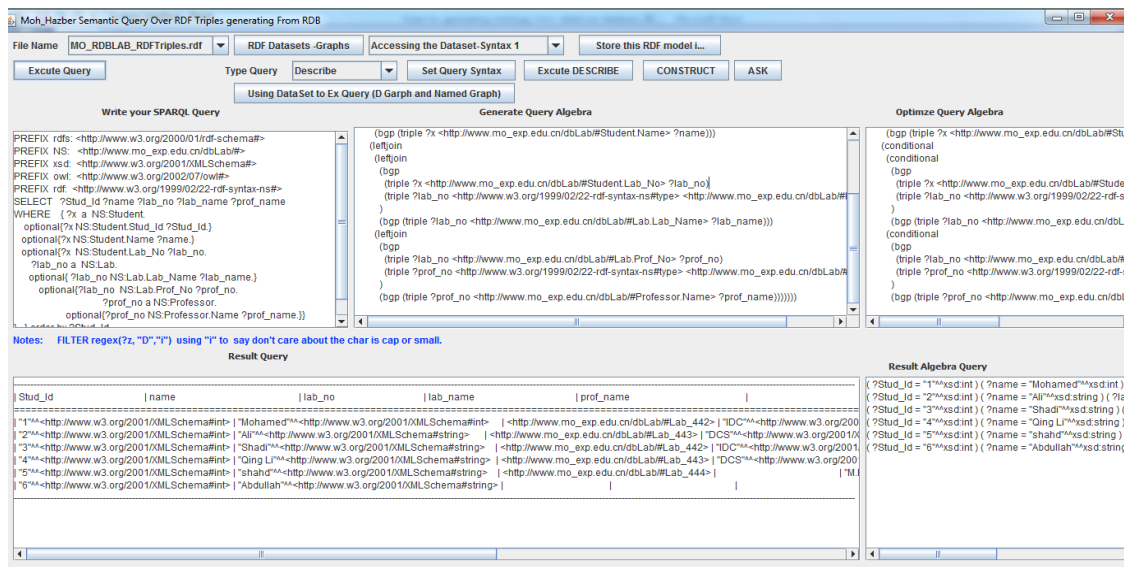 Moh_Hazber Semantic Query Over RDF Triples generating From RDB
File Name MO_RDBLAB_RDFTriples.rdf RDF Datasets -Graphs Accessing the Dataset-Syntax 1 Store this RDF model i...
Excute Query Type Query Describe Set Query Syntax Excute DESCRIBE CONSTRUCT ASK
Using DataSet to Ex Query (D Garph and Named Graph)
Write your SPARQL Query
PREFIX rdfs: <http://www.w3.org/2000/01/rdf-schema#>
PREFIX NS: <http://www.mo_exp.edu.cn/dbLab/#>
PREFIX xsd: <http://www.w3.org/2001/XMLSchema#>
PREFIX owl: <http://www.w3.org/2002/07/owl#>
PREFIX rdf: <http://www.w3.org/1999/02/22-rdf-syntax-ns#>
SELECT ?Stud_Id ?name ?lab_no ?lab_name ?prof_name
WHERE { ?x a NS:Student.
optional{?x NS:Student.Stud_Id ?Stud_Id.}
optional{?x NS:Student.Name ?name.}
optional{?x NS:Student.Lab_No ?lab_no.
?lab_no a NS:Lab.
optional{ ?lab_no NS:Lab.Lab_Name ?lab_name.}
optional{?lab_no NS:Lab.Prof_No ?prof_no.
?prof_no a NS:Professor.
optional{?prof_no NS:Professor.Name ?prof_name.}}
} } order by ?Stud_Id
Generate Query Algebra
(bgp (triple ?x <http://www.mo_exp.edu.cn/dbLab/#Student.Name> ?name)))
(leftjoin
(leftjoin
(bgp
(triple ?x <http://www.mo_exp.edu.cn/dbLab/#Student.Lab_No> ?lab_no)
(triple ?lab_no <http://www.w3.org/1999/02/22-rdf-syntax-ns#type> <http://www.mo_exp.edu.cn/dbLab/#
)
(bgp (triple ?lab_no <http://www.mo_exp.edu.cn/dbLab/#Lab.Lab_Name> ?lab_name)))
(leftjoin
(bgp
(triple ?lab_no <http://www.mo_exp.edu.cn/dbLab/#Lab.Prof_No> ?prof_no)
(triple ?prof_no <http://www.w3.org/1999/02/22-rdf-syntax-ns#type> <http://www.mo_exp.edu.cn/dbLab/#
)
(bgp (triple ?prof_no <http://www.mo_exp.edu.cn/dbLab/#Professor.Name> ?prof_name)))))))
Optimze Query Algebra
(bgp (triple ?x <http://www.mo_exp.edu.cn/dbLab/#Stu
(conditional
(conditional
(bgp
(triple ?x <http://www.mo_exp.edu.cn/dbLab/#Stude
(triple ?lab_no <http://www.w3.org/1999/02/22-rdf-s
)
(bgp (triple ?lab_no <http://www.mo_exp.edu.cn/dbL
(conditional
(bgp
(triple ?lab_no <http://www.mo_exp.edu.cn/dbLab/#
(triple ?prof_no <http://www.w3.org/1999/02/22-rdf-
)
(bgp (triple ?prof_no <http://www.mo_exp.edu.cn/dbL
Notes: FILTER regex(?z, "D","i") using "i" to say don't care about the char is cap or small.
Result Query
| Stud_Id | name | lab_no | lab_name | prof_name |
| "1"^^<http://www.w3.org/2001/XMLSchema#int> | "Mohamed"^^<http://www.w3.org/2001/XMLSchema#int> | <http://www.mo_exp.edu.cn/dbLab/#Lab_442> | "IDC"^^<http://www.w3.org/200
| "2"^^<http://www.w3.org/2001/XMLSchema#int> | "Ali"^^<http://www.w3.org/2001/XMLSchema#string> | <http://www.mo_exp.edu.cn/dbLab/#Lab_443> | "DCS"^^<http://www.w3.org/2001/X
| "3"^^<http://www.w3.org/2001/XMLSchema#int> | "Shadi"^^<http://www.w3.org/2001/XMLSchema#string> | <http://www.mo_exp.edu.cn/dbLab/#Lab_442> | "IDC"^^<http://www.w3.org/2001.
| "4"^^<http://www.w3.org/2001/XMLSchema#int> | "Qing Li"^^<http://www.w3.org/2001/XMLSchema#string> | <http://www.mo_exp.edu.cn/dbLab/#Lab_443> | "DCS"^^<http://www.w3.org/200
| "5"^^<http://www.w3.org/2001/XMLSchema#int> | "shahd"^^<http://www.w3.org/2001/XMLSchema#string> | <http://www.mo_exp.edu.cn/dbLab/#Lab_444> | | "M.I
| "6"^^<http://www.w3.org/2001/XMLSchema#int> | "Abdullah"^^<http://www.w3.org/2001/XMLSchema#string> | | |
Result Algebra Query
( ?Stud_Id = "1"^^xsd:int ) ( ?name = "Mohamed"^^xsd:int )
( ?Stud_Id = "2"^^xsd:int ) ( ?name = "Ali"^^xsd:string ) ( ?la
( ?Stud_Id = "3"^^xsd:int ) ( ?name = "Shadi"^^xsd:string ) (
( ?Stud_Id = "4"^^xsd:int ) ( ?name = "Qing Li"^^xsd:string )
( ?Stud_Id = "5"^^xsd:int ) ( ?name = "shahd"^^xsd:string )
( ?Stud_Id = "6"^^xsd:int ) ( ?name = "Abdullah"^^xsd:string